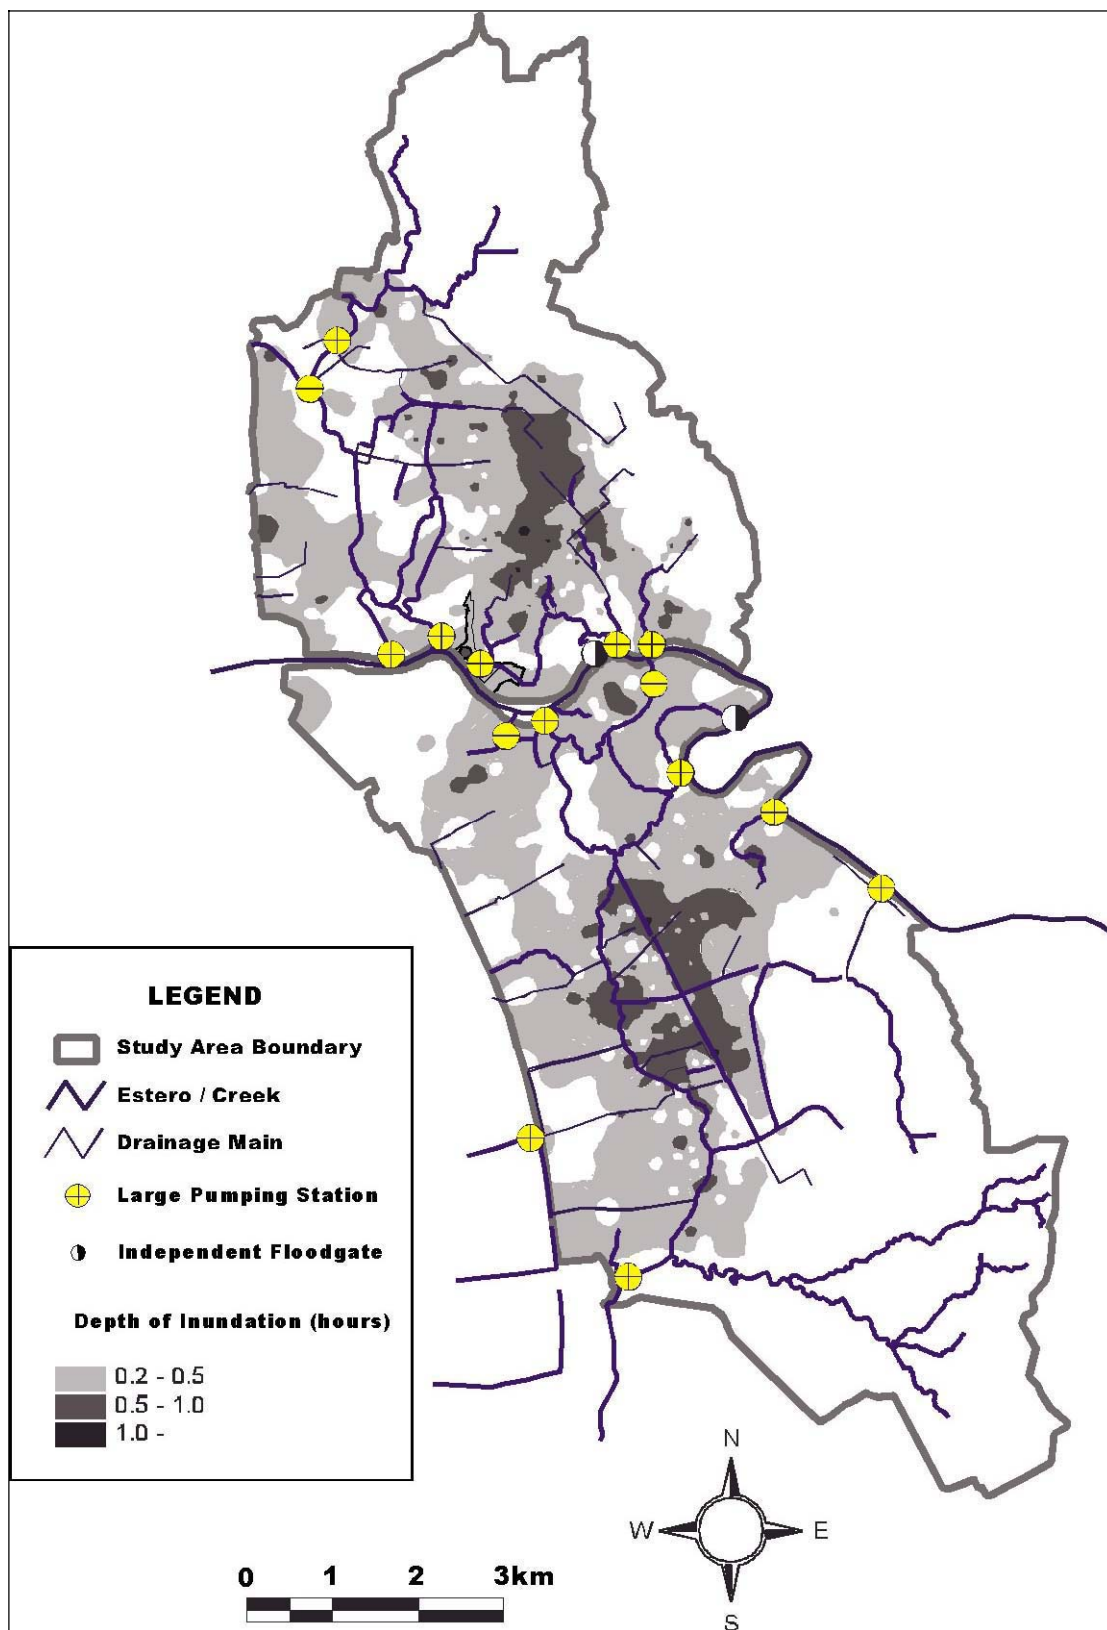 LEGEND
Study Area Boundary
Estero / Creek
Drainage Main
Large Pumping Station
Independent Floodgate
Depth of Inundation (hours)
0.2 - 0.5
0.5 - 1.0
1.0 -
N
W E
S
0 1 2 3km